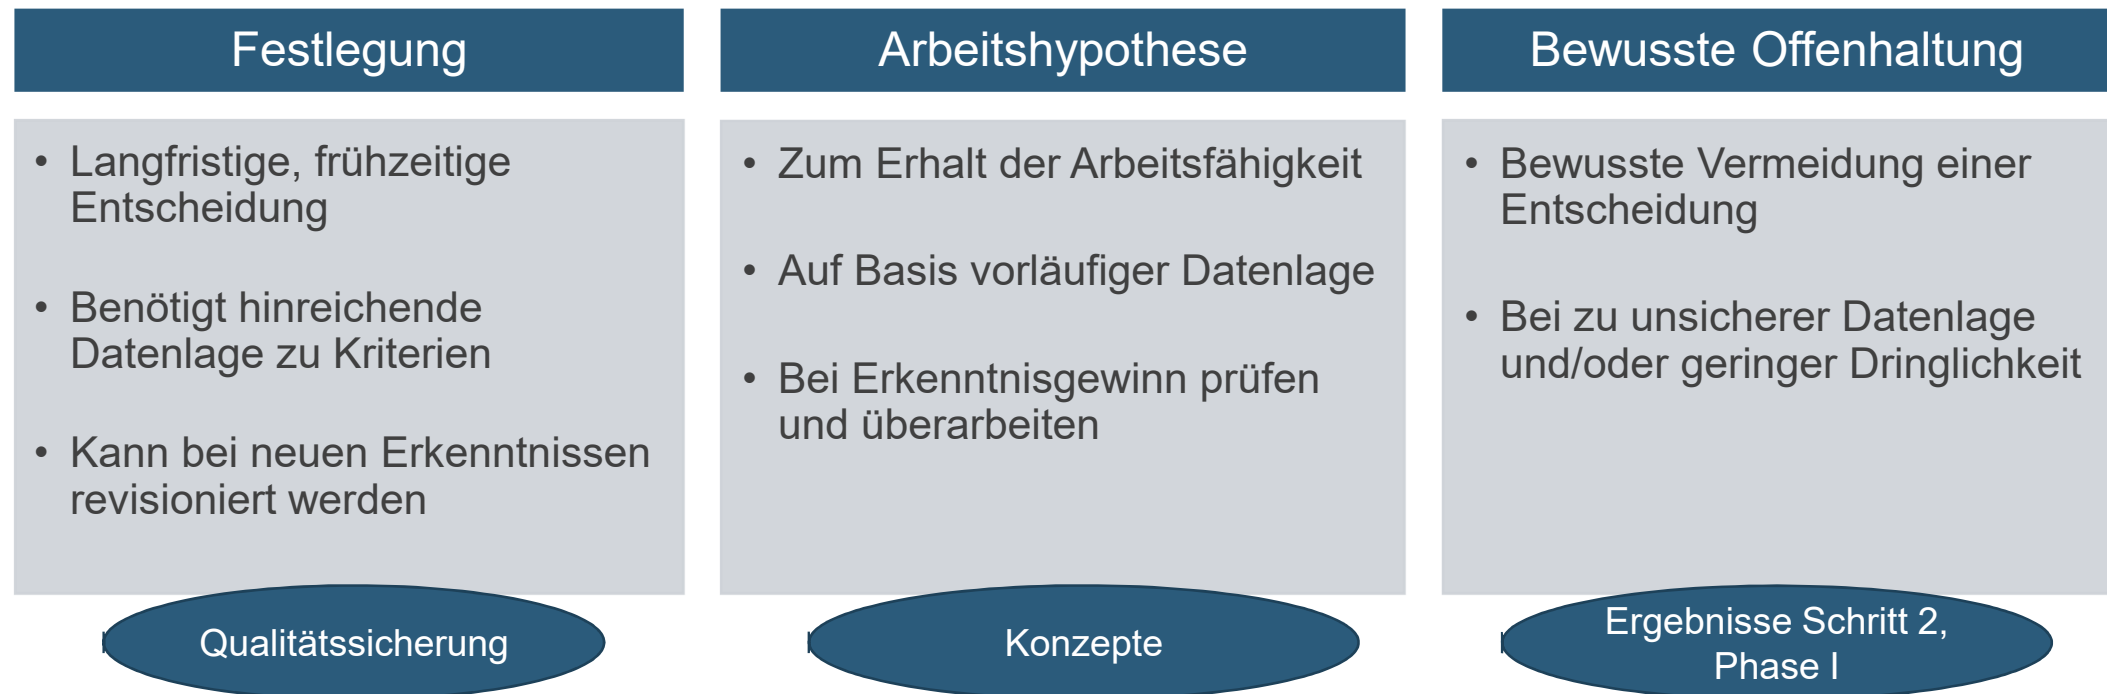 Festlegung
• Langfristige, frühzeitige
Entscheidung
• Benötigt hinreichende
Datenlage zu Kriterien
• Kann bei neuen Erkenntnissen
revisioniert werden
Qualitätssicherung
Arbeitshypothese
• Zum Erhalt der Arbeitsfähigkeit
• Auf Basis vorläufiger Datenlage
• Bei Erkenntnisgewinn prüfen
und überarbeiten
Konzepte
Bewusste Offenhaltung
• Bewusste Vermeidung einer
Entscheidung
• Bei zu unsicherer Datenlage
und/oder geringer Dringlichkeit
Ergebnisse Schritt 2,
Phase I